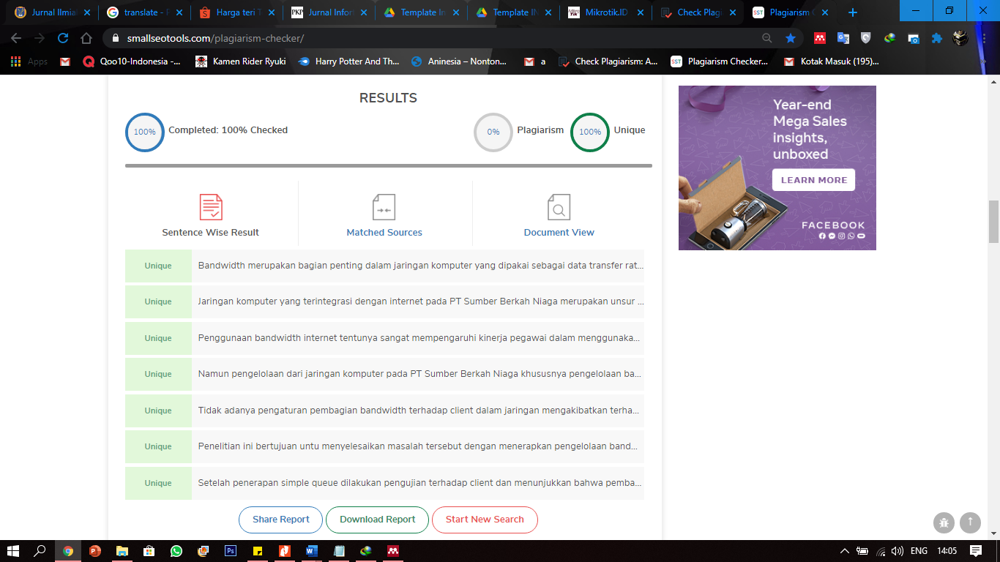 Jurnal Ilmia
translate - P
Harga teri T
PKP Jurnal Inforr
Template In
Template IN
Mikrotik.ID
Check Plagi
SST Plagiarism C
smallseotools.com/plagiarism-checker/
Apps
Qoo10-Indonesia -...
Kamen Rider Ryuki
Harry Potter And Th...
Aninesia – Nonton...
a
Check Plagiarism: A...
SST Plagiarism Checker...
Kotak Masuk (195)...
RESULTS
100% Completed: 100% Checked
0% Plagiarism
100% Unique
Sentence Wise Result
Matched Sources
Document View
Unique Bandwidth merupakan bagian penting dalam jaringan komputer yang dipakai sebagai data transfer rat...
Unique Jaringan komputer yang terintegrasi dengan internet pada PT Sumber Berkah Niaga merupakan unsur ...
Unique Penggunaan bandwidth internet tentunya sangat mempengaruhi kinerja pegawai dalam menggunaka...
Unique Namun pengelolaan dari jaringan komputer pada PT Sumber Berkah Niaga khususnya pengelolaan ba...
Unique Tidak adanya pengaturan pembagian bandwidth terhadap client dalam jaringan mengakibatkan terha...
Unique Penelitian ini bertujuan untu menyelesaikan masalah tersebut dengan menerapkan pengelolaan band...
Unique Setelah penerapan simple queue dilakukan pengujian terhadap client dan menunjukkan bahwa pemba...
Share Report
Download Report
Start New Search
Year-end
Mega Sales
insights,
unboxed
LEARN MORE
FACEBOOK
ENG
14:05